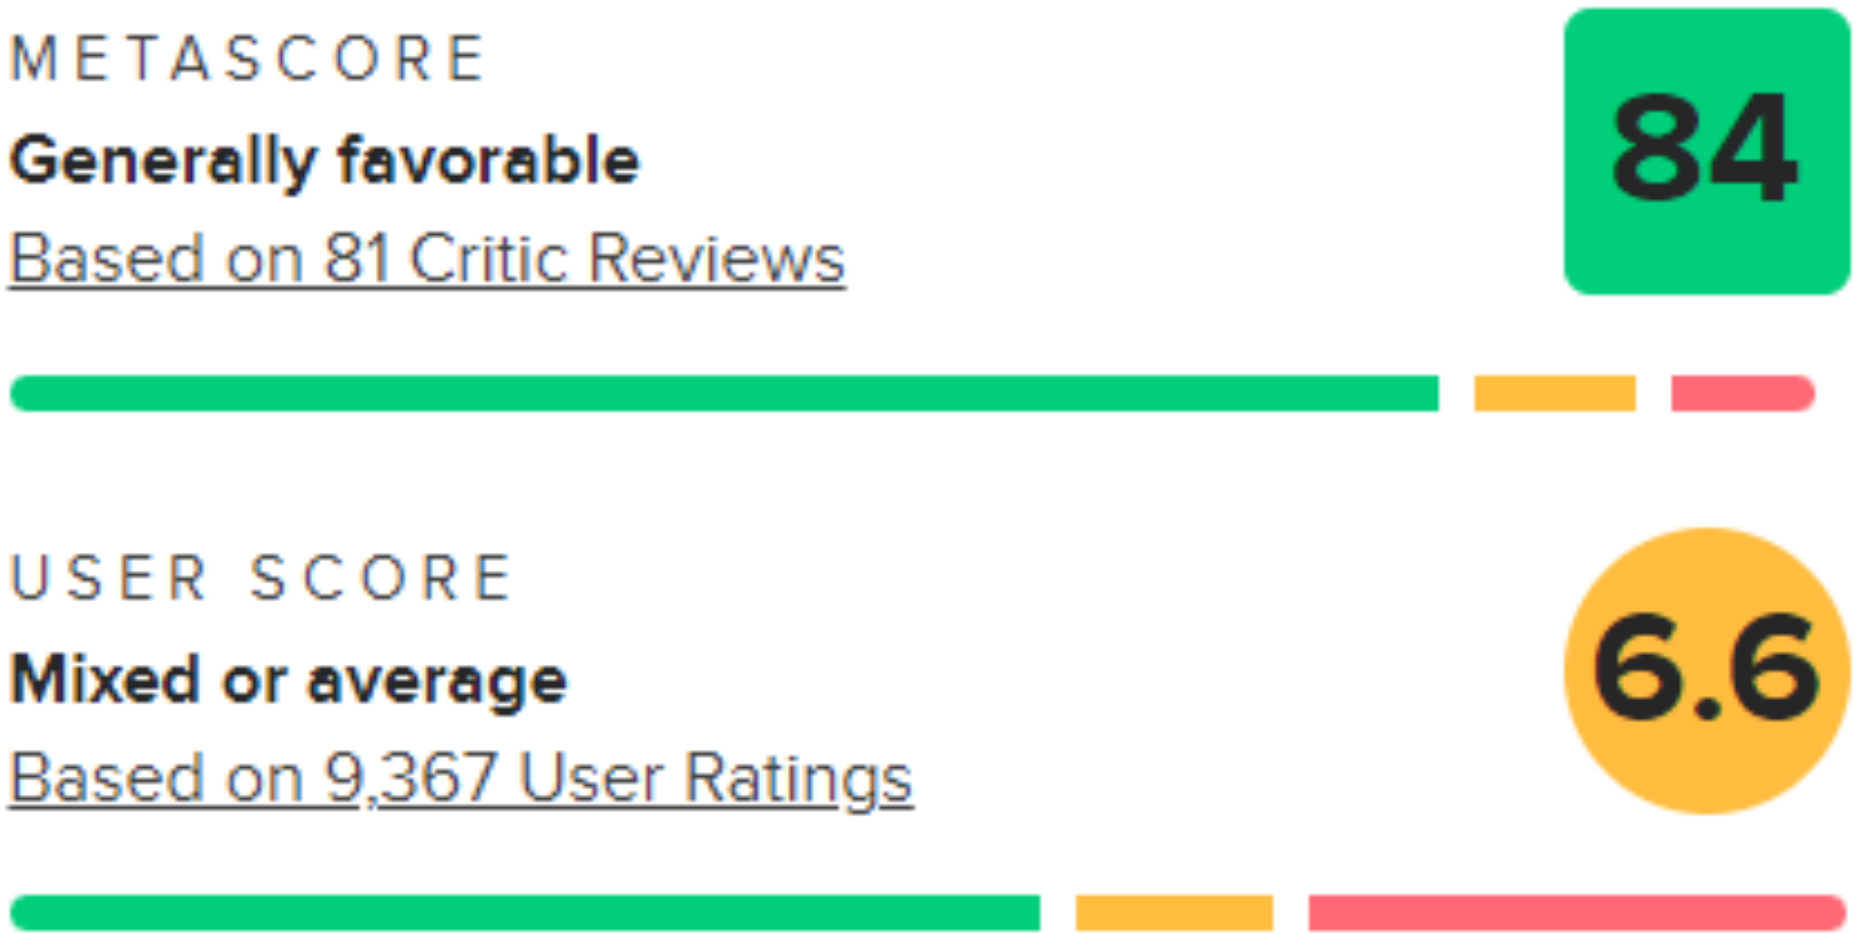 METASCORE
Generally favorable
Based on 81 Critic Reviews
84
USER SCORE
Mixed or average
Based on 9,367 User Ratings
6.6